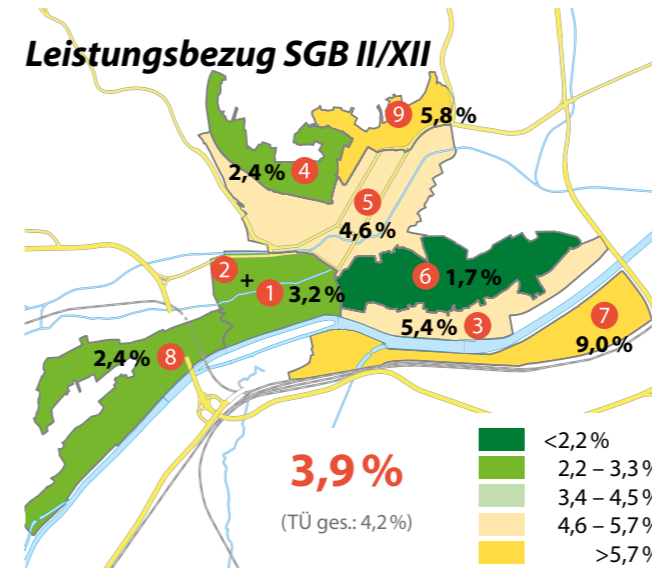 Leistungsbezug SGB II/XII
9 5,8 %
2,4 % 4
5
4,6 %
2 +
1 3,2 %
6 1,7 %
5,4 % 3
7
9,0 %
2,4 % 8
3,9 %
(TÜ ges.: 4,2 %)
<2,2 %
2,2 – 3,3 %
3,4 – 4,5 %
4,6 – 5,7 %
>5,7 %